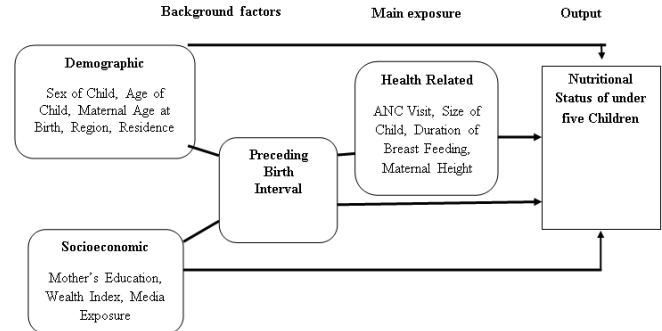 Background factors
Main exposure
Output
Demographic
Sex of Child, Age of
Child, Maternal Age at
Birth, Region, Residence
Health Related
ANC Visit, Size of
Child, Duration of
Breast Feeding,
Maternal Height
Nutritional
Status of under
five Children
Preceding
Birth
Interval
Socioeconomic
Mother's Education,
Wealth Index, Media
Exposure